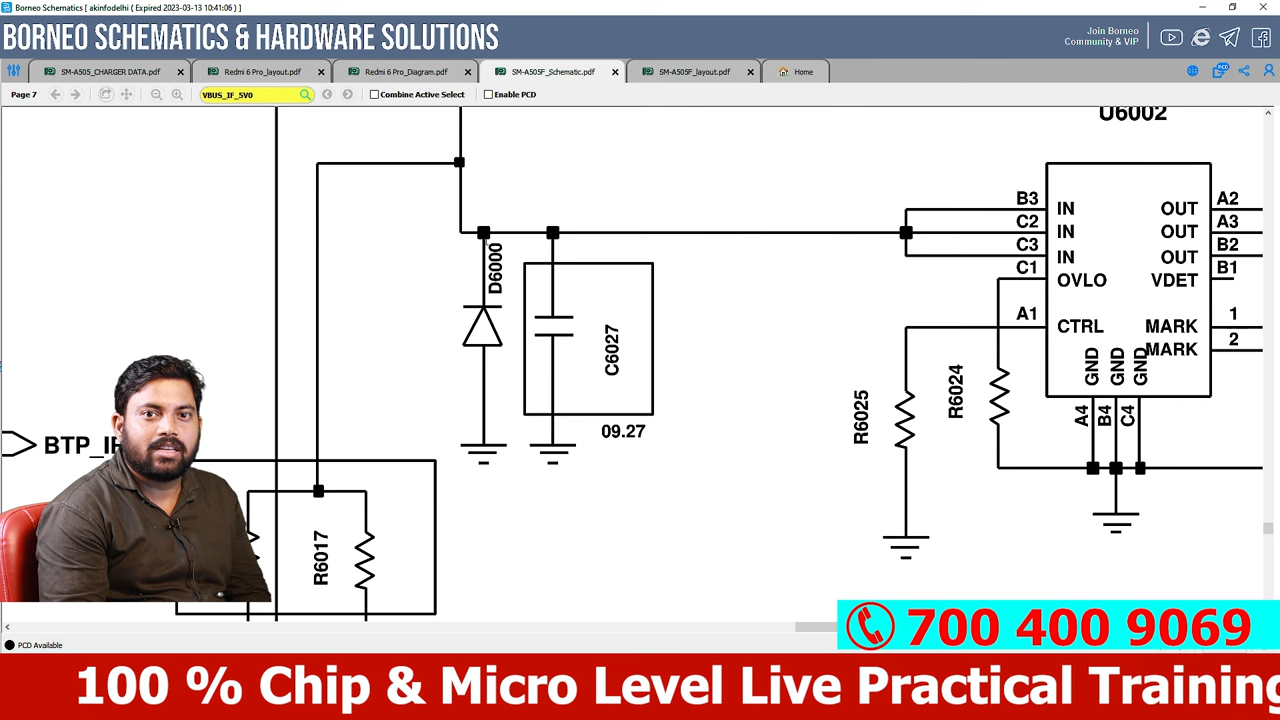 Borneo Schematics [ akinfodelhi ( Expired 2023-03-13 10:41:06 ) ]
BORNEO SCHEMATICS & HARDWARE SOLUTIONS
Join Borneo
Community & VIP
SM-A505_CHARGER DATA.pdf
Redmi 6 Pro_layout.pdf
Redmi 6 Pro_Diagram.pdf
SM-A505F_Schematic.pdf
SM-A505F_layout.pdf
Home
Page 7
VBUS_IF_5V0
Combine Active Select
Enable PCD
U6002
B3 IN OUT A2
C2 IN OUT A3
C3 IN OUT B2
C1 OVLO VDET B1
A1 CTRL MARK 1
MARK 2
GND GND GND
A4 B4 C4
D6000
C6027
09.27
R6025
R6024
BTP_
R6017
PCD Available
700 400 9069
100 % Chip & Micro Level Live Practical Training